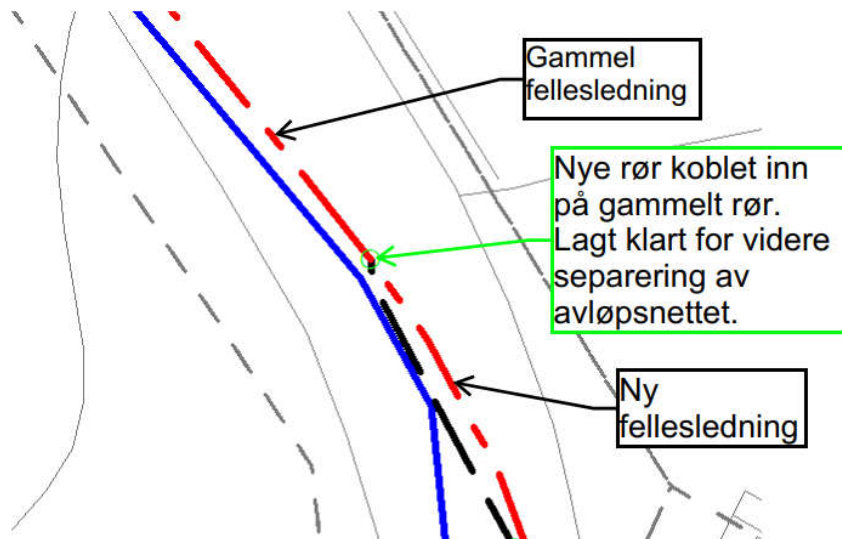 Gammel
fellesledning
Nye rør koblet inn
på gammelt rør.
Lagt klart for videre
separering av
avløpsnettet.
Ny
fellesledning